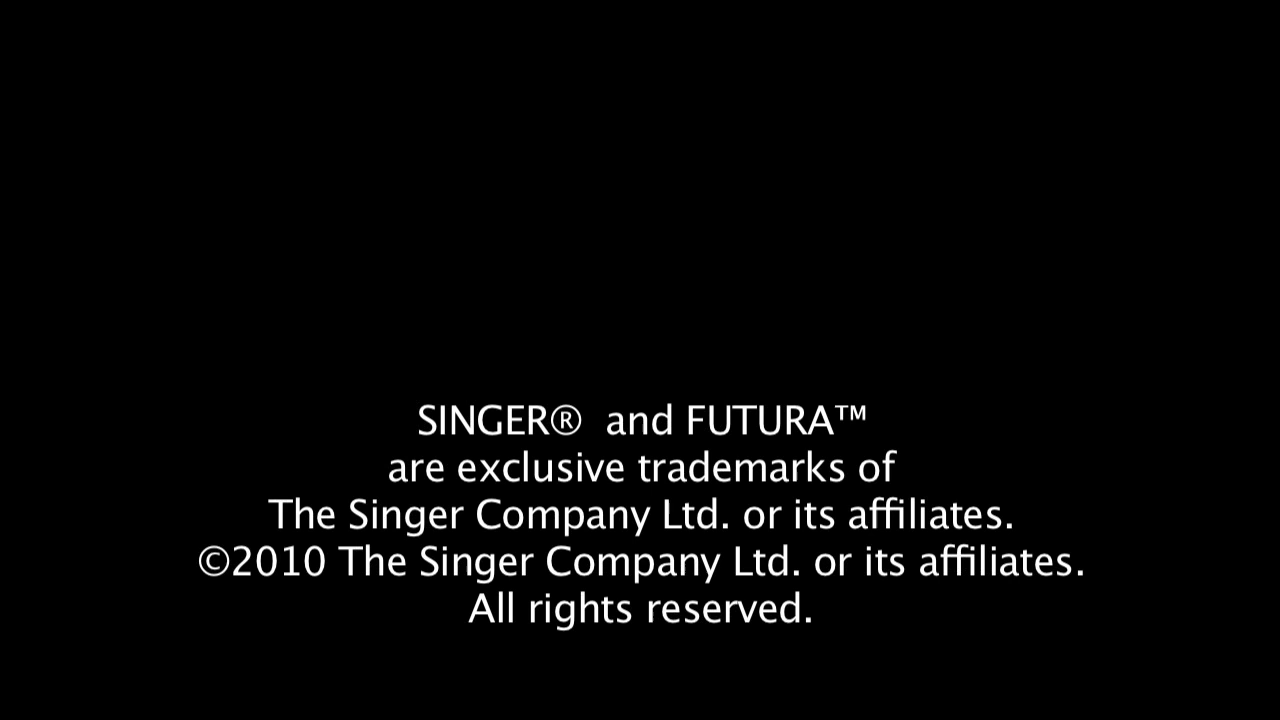 SINGER®  and FUTURA™
are exclusive trademarks of
The Singer Company Ltd. or its affiliates.
©2010 The Singer Company Ltd. or its affiliates.
All rights reserved.